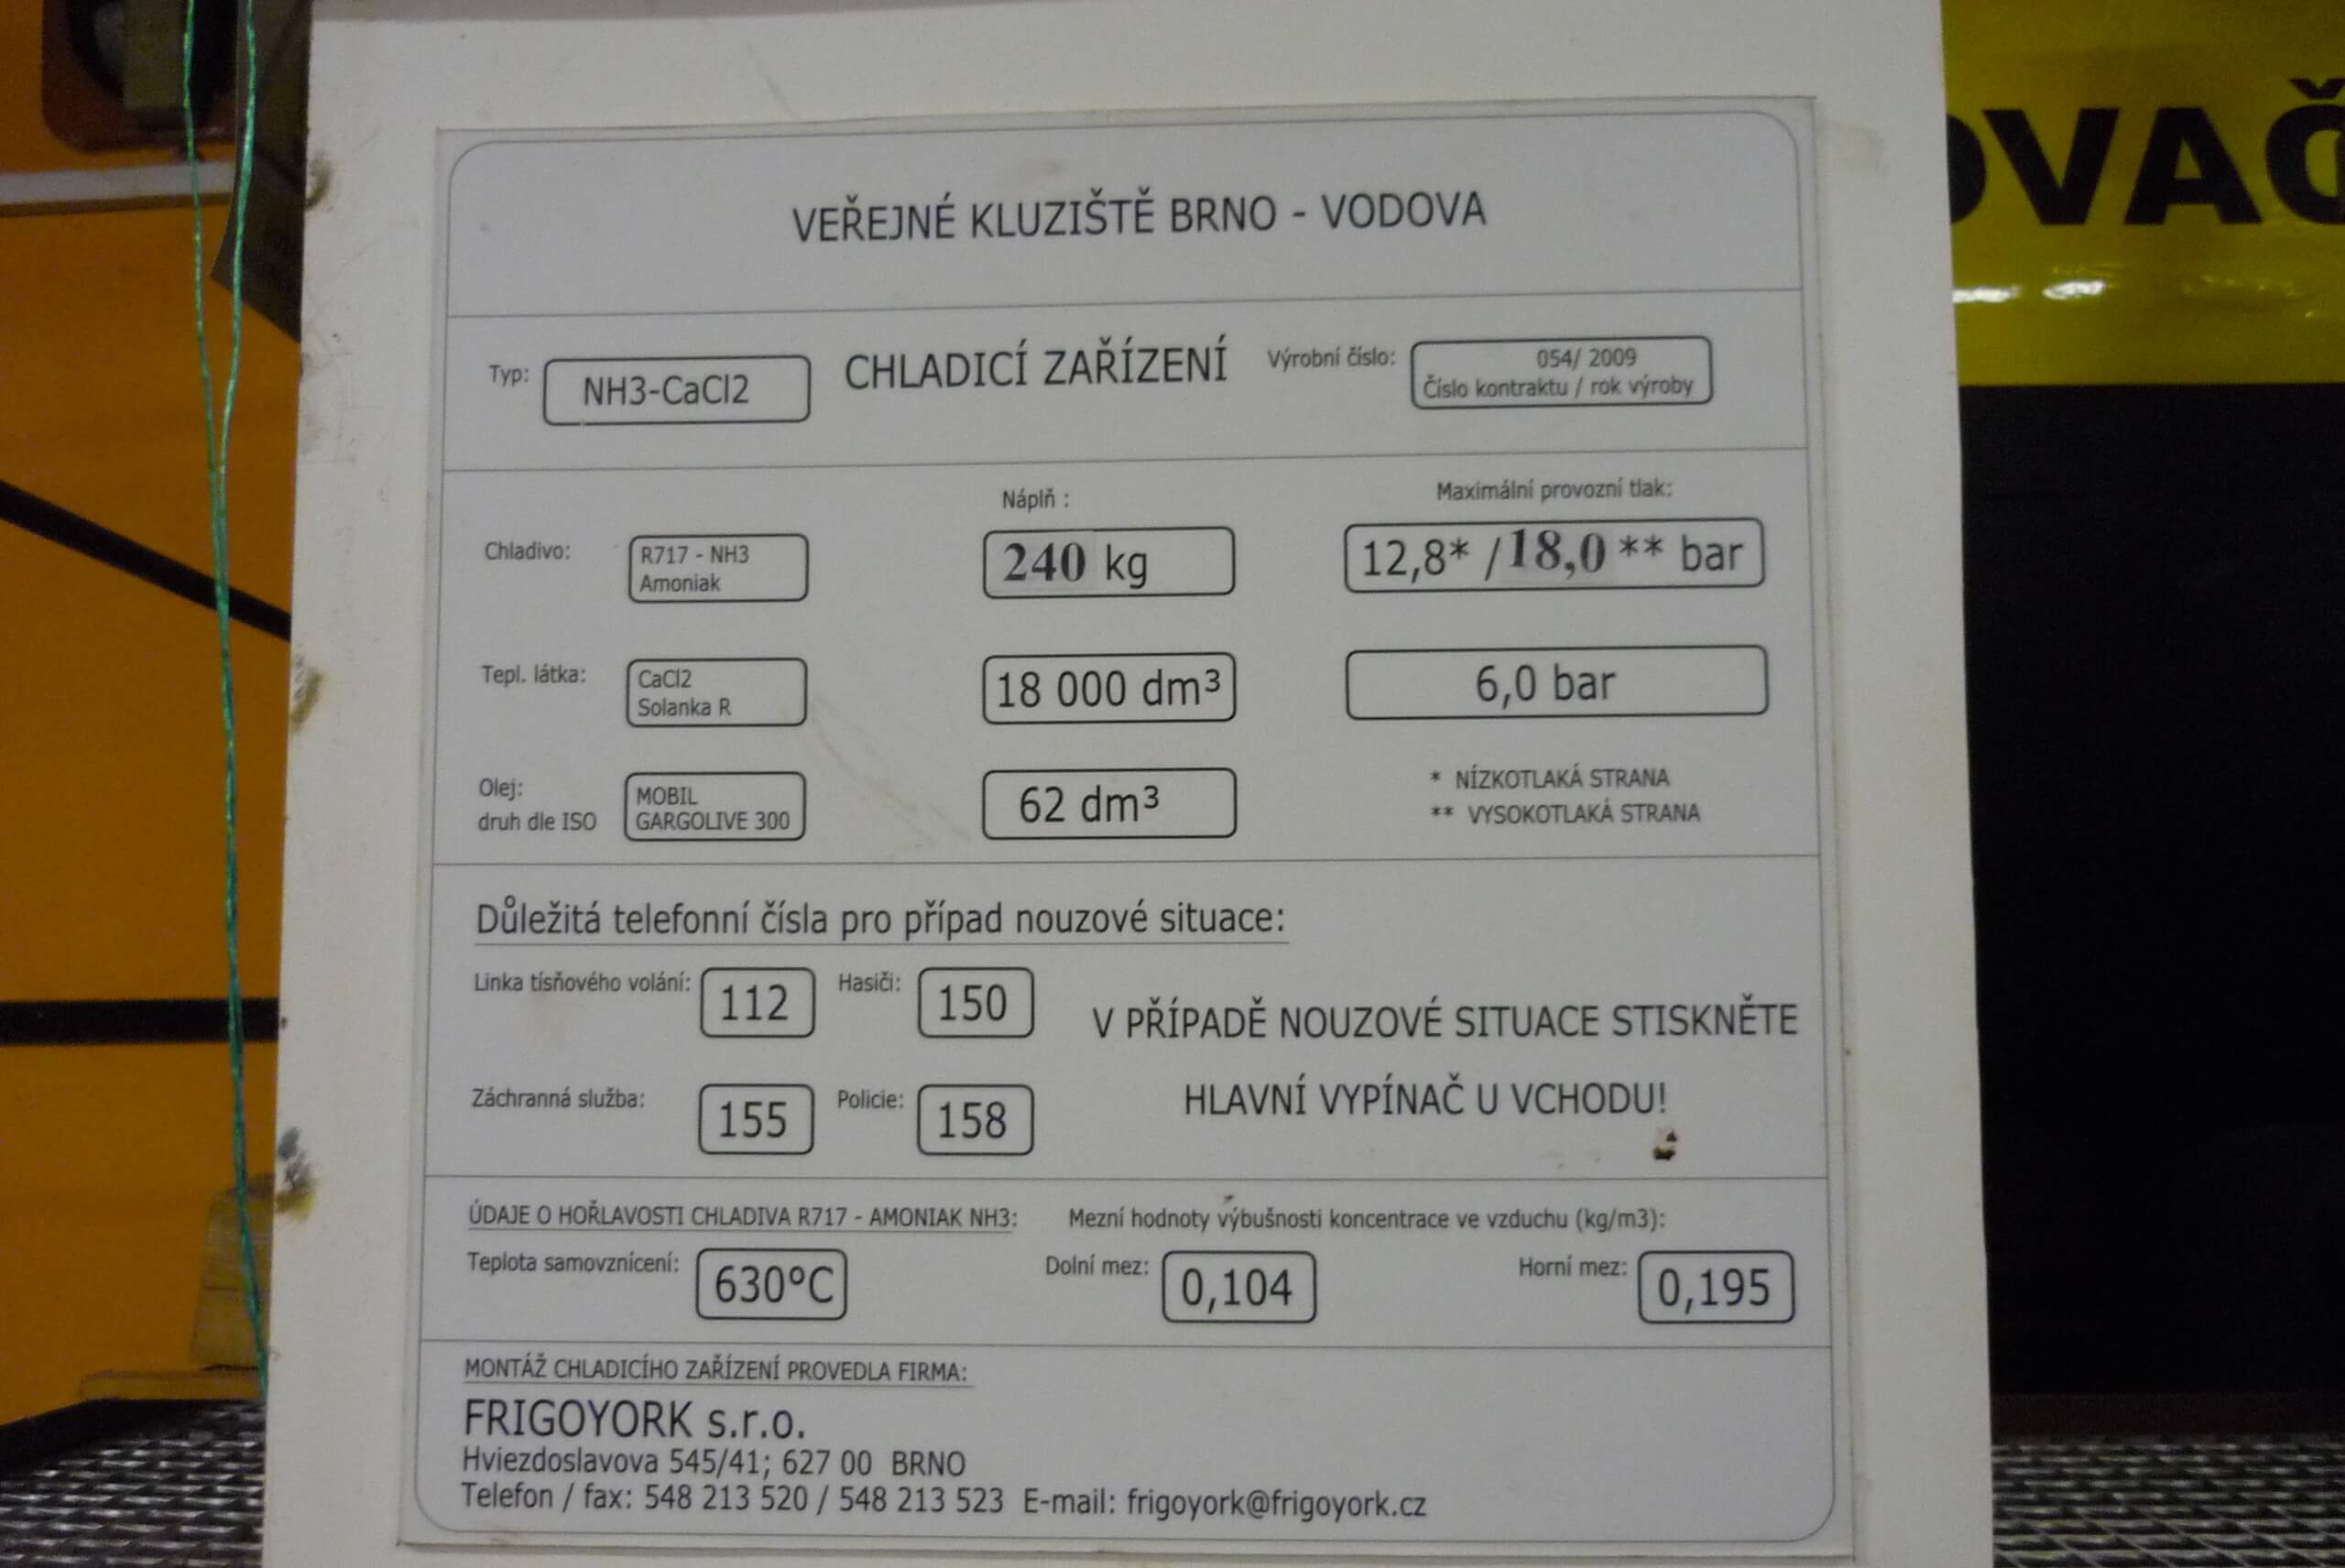 OVAČ
VEŘEJNÉ KLUZIŠTĚ BRNO - VODOVA
Typ: NH3-CaCl2 CHLADICÍ ZAŘÍZENÍ Výrobní číslo: 054/ 2009
Číslo kontraktu / rok výroby
Náplň : Maximální provozní tlak:
Chladivo: R717 - NH3
Amoniak
240 kg 12,8* / 18,0 ** bar
Tepl. látka: CaCl2
Solanka R
18 000 dm³ 6,0 bar
Olej:
druh dle ISO
MOBIL
GARGOLIVE 300
62 dm³
* NÍZKOTLAKÁ STRANA
** VYSOKOTLAKÁ STRANA
Důležitá telefonní čísla pro případ nouzové situace:
Linka tísňového volání: 112 Hasiči: 150
Záchranná služba: 155 Policie: 158
V PŘÍPADĚ NOUZOVÉ SITUACE STISKNĚTE
HLAVNÍ VYPÍNAČ U VCHODU!
ÚDAJE O HOŘLAVOSTI CHLADIVA R717 - AMONIAK NH3: Mezní hodnoty výbušnosti koncentrace ve vzduchu (kg/m3):
Teplota samovznícení: 630°C Dolní mez: 0,104 Horní mez: 0,195
MONTÁŽ CHLADICÍHO ZAŘÍZENÍ PROVEDLA FIRMA:
FRIGOYORK s.r.o.
Hviezdoslavova 545/41; 627 00 BRNO
Telefon / fax: 548 213 520 / 548 213 523 E-mail: frigoyork@frigoyork.cz